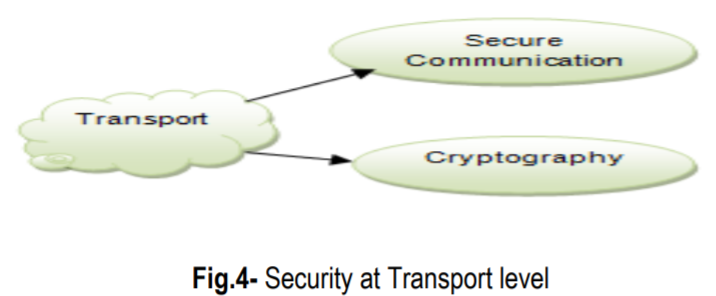 Secure
Communication
Transport
Cryptography
Fig.4- Security at Transport level